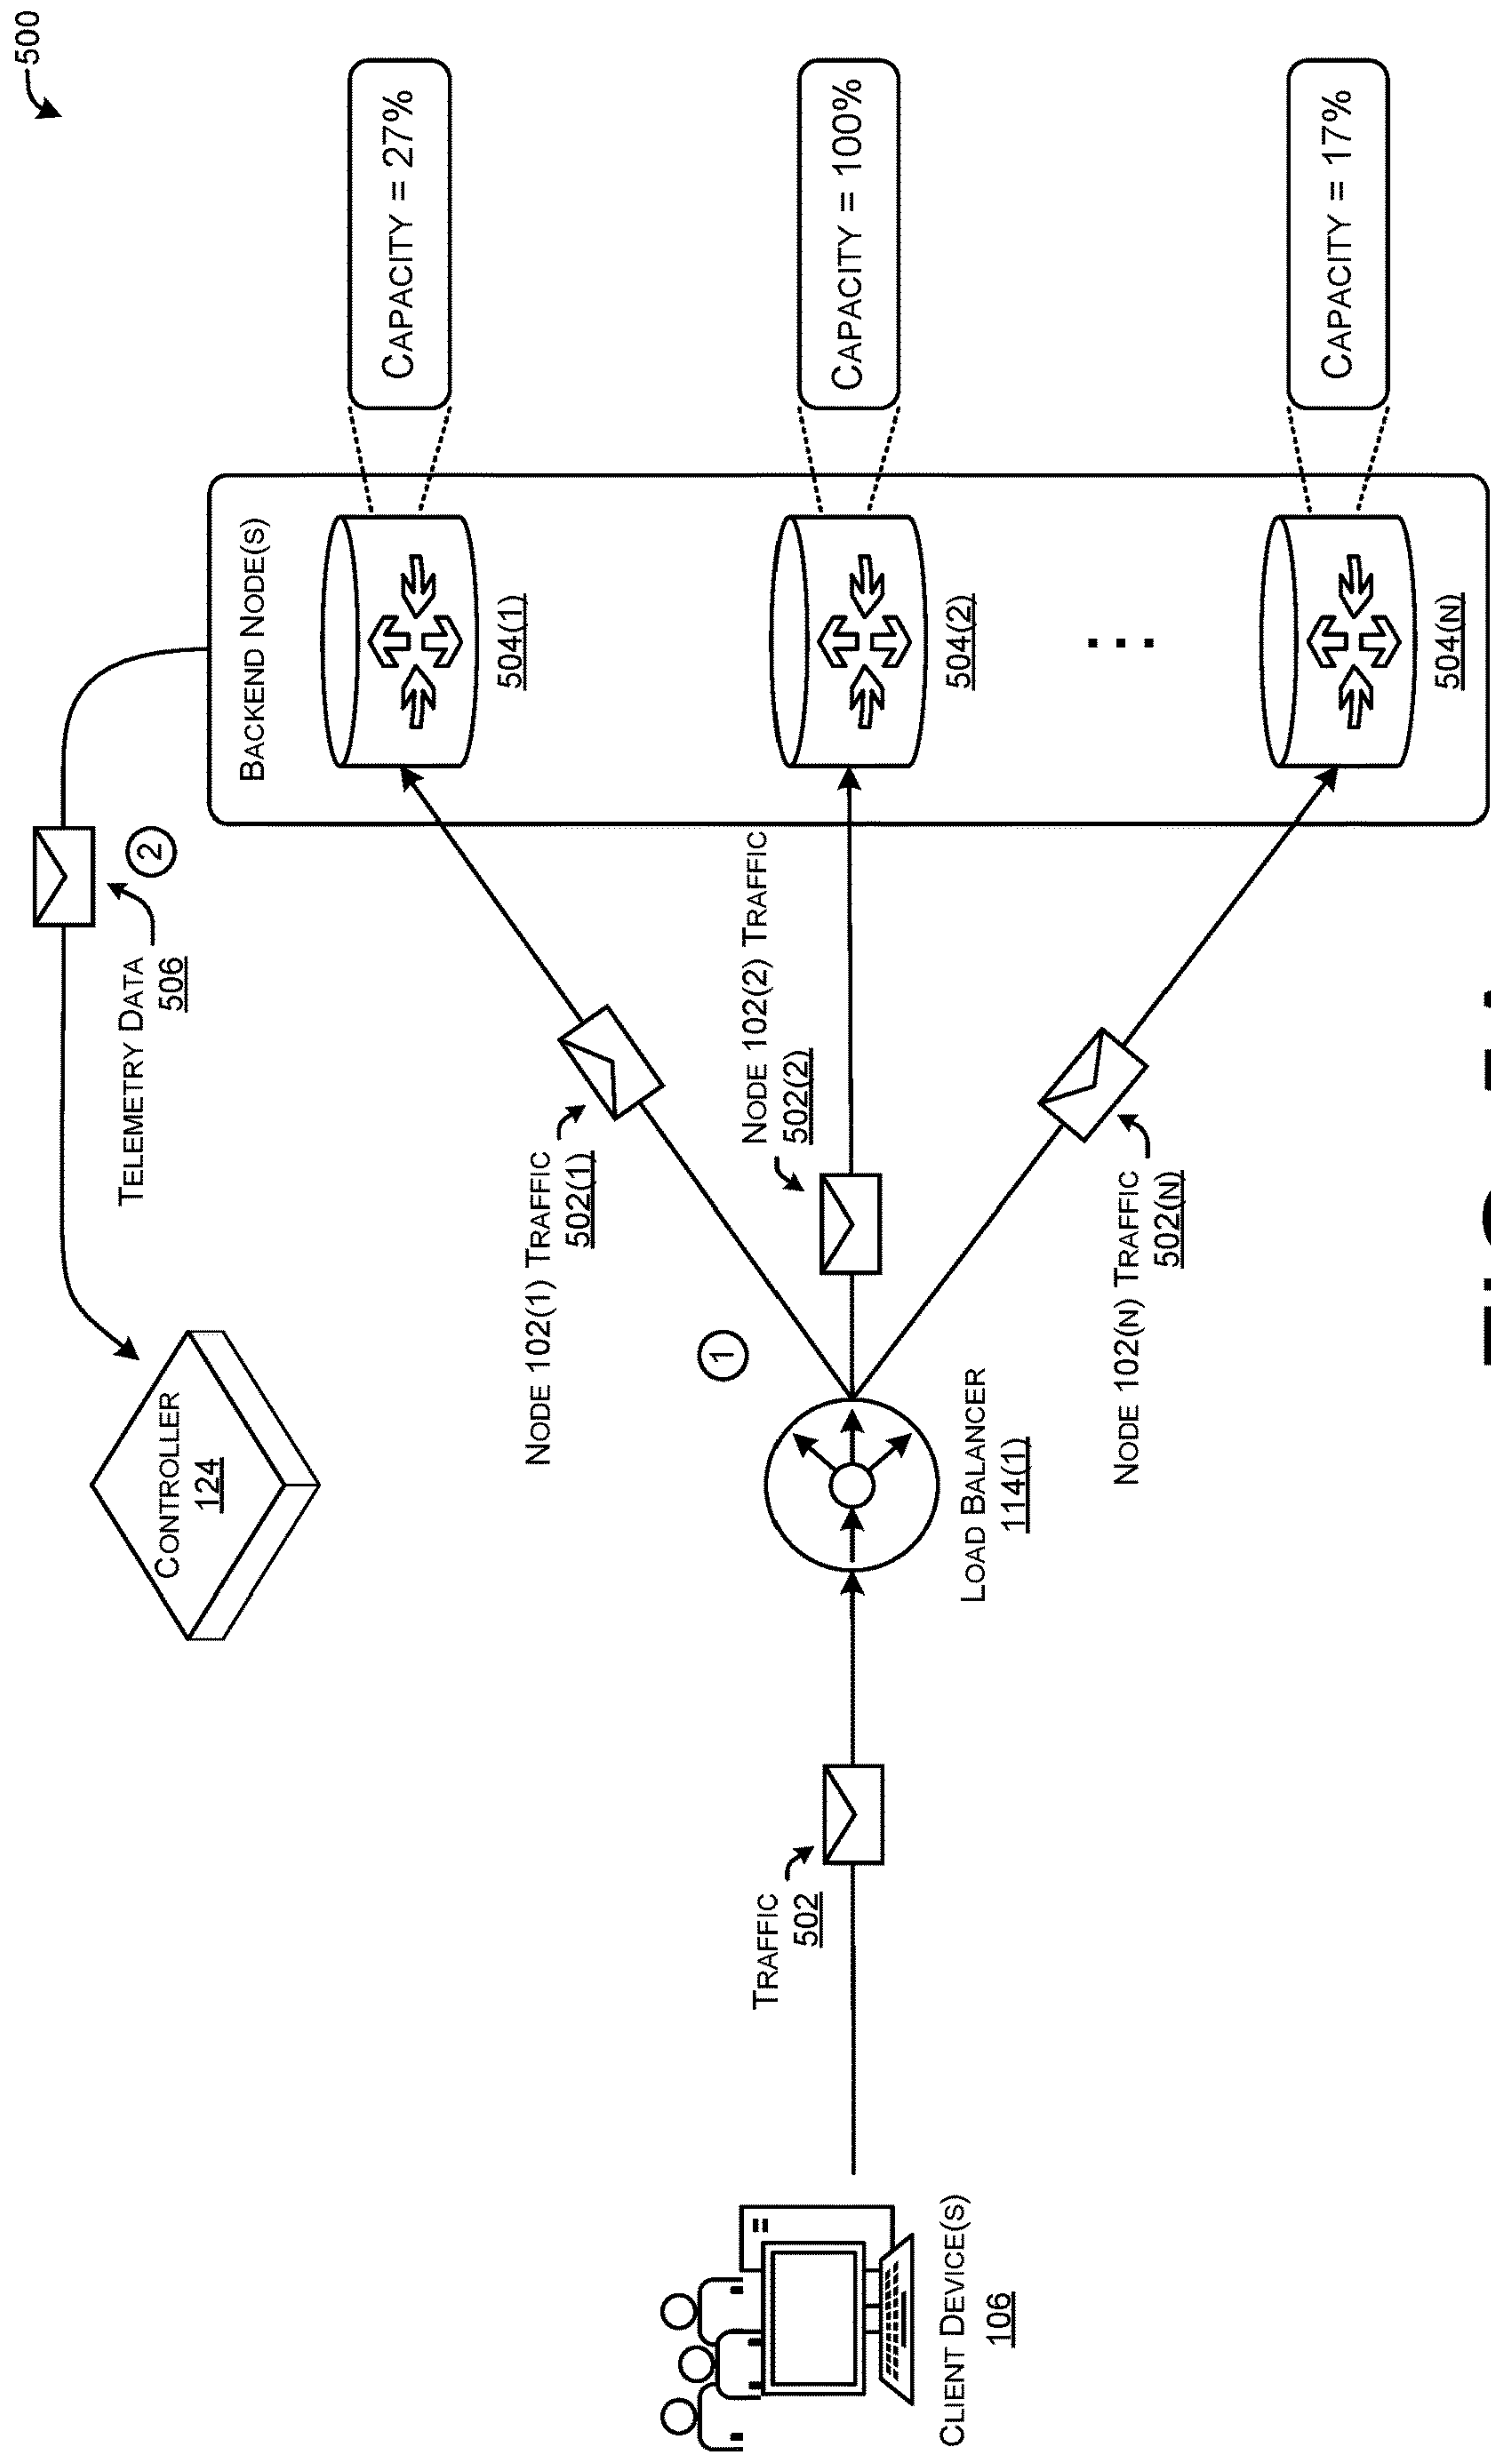 500
CONTROLLER
124
TELEMETRY DATA
506
2
BACKEND NODE(S)
CAPACITY = 27%
504(1)
NODE 102(1) TRAFFIC
502(1)
1
NODE 102(2) TRAFFIC
502(2)
CAPACITY = 100%
504(2)
TRAFFIC
502
LOAD BALANCER
114(1)
CLIENT DEVICE(S)
106
NODE 102(N) TRAFFIC
502(N)
...
CAPACITY = 17%
504(N)